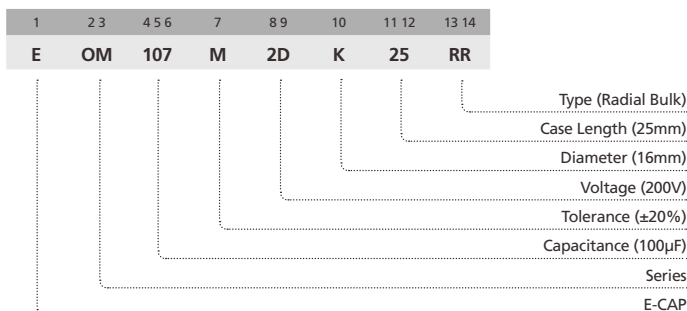 1 2 3 4 5 6 7 8 9 10 11 12 13 14
E OM 107 M 2D K 25 RR
Type (Radial Bulk)
Case Length (25mm)
Diameter (16mm)
Voltage (200V)
Tolerance (±20%)
Capacitance (100µF)
Series
E-CAP